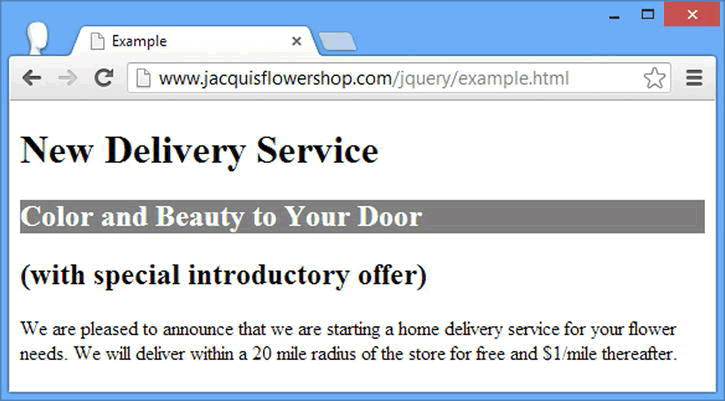 Example
www.jacquisflowershop.com/jquery/example.html
New Delivery Service
Color and Beauty to Your Door
(with special introductory offer)
We are pleased to announce that we are starting a home delivery service for your flower
needs. We will deliver within a 20 mile radius of the store for free and $1/mile thereafter.